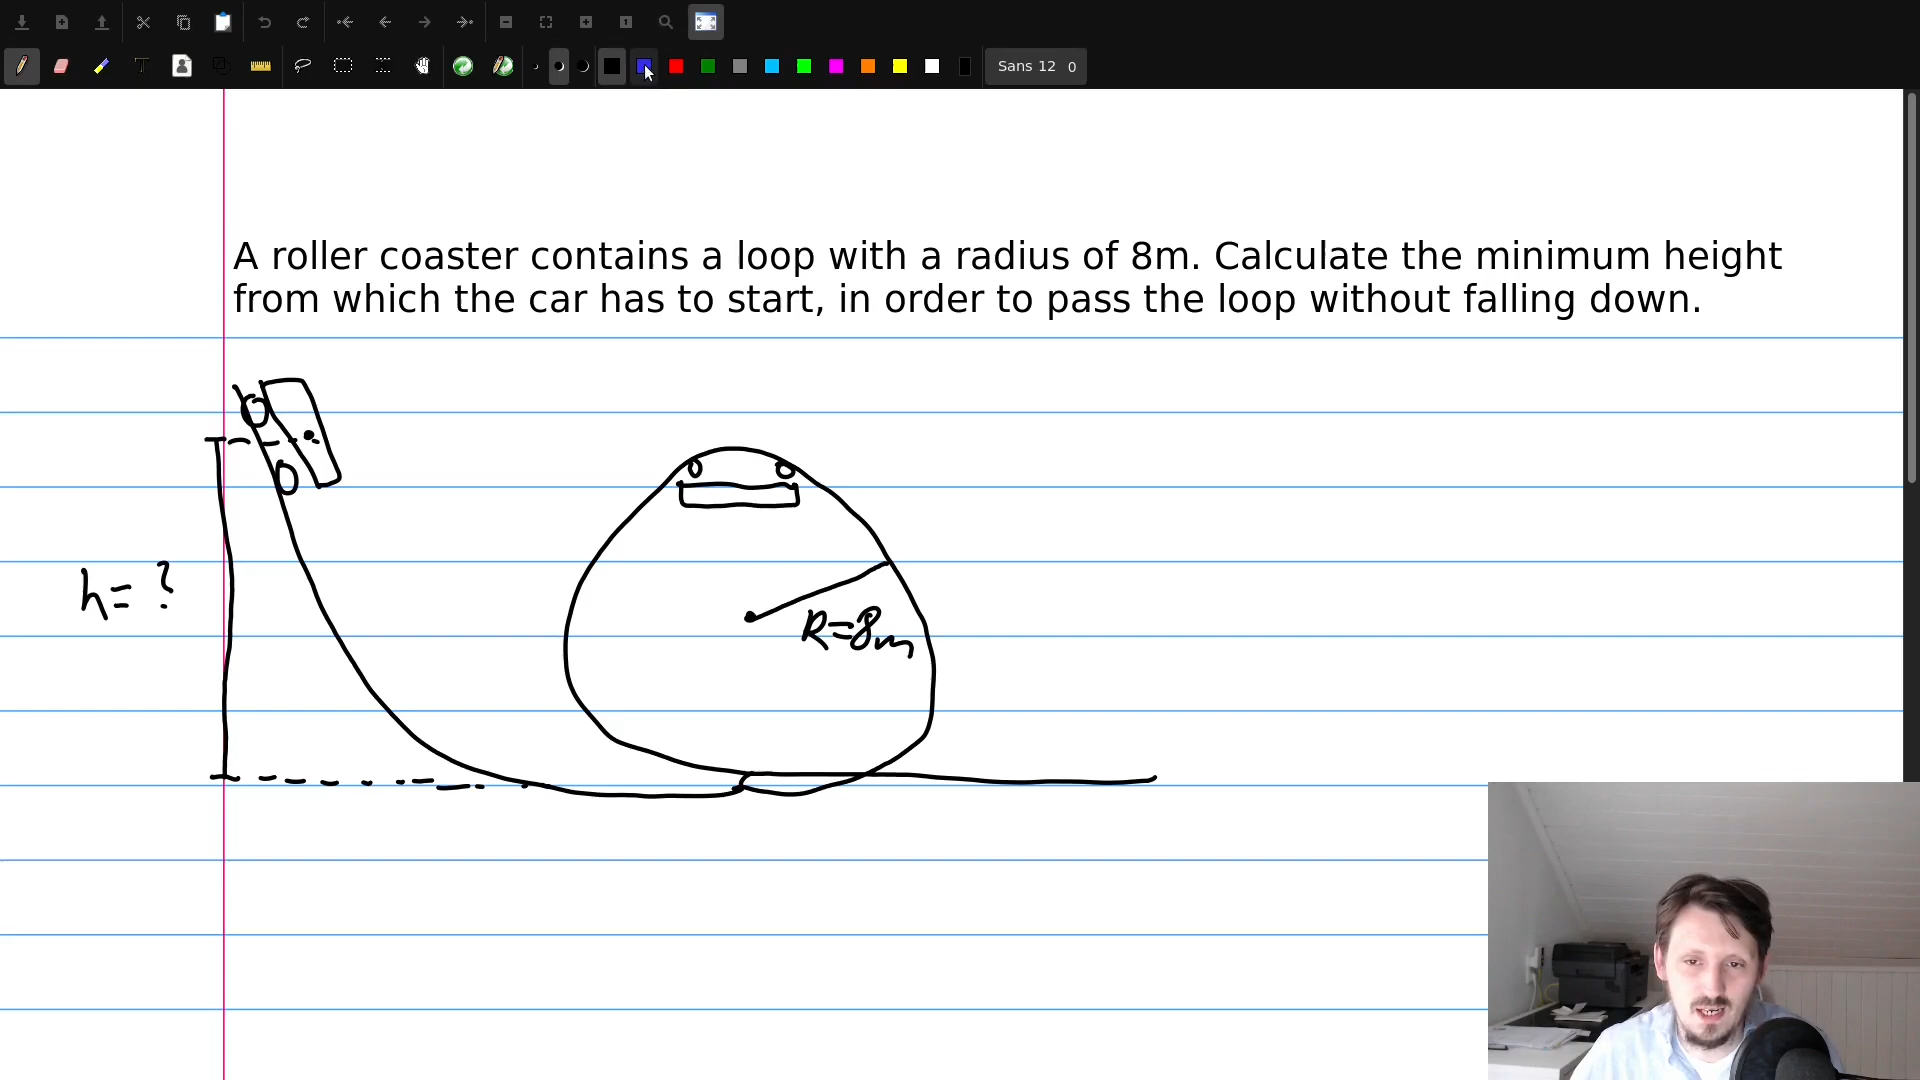 Sans 12 0
A roller coaster contains a loop with a radius of 8m. Calculate the minimum height
from which the car has to start, in order to pass the loop without falling down.
h= ?
R=8m